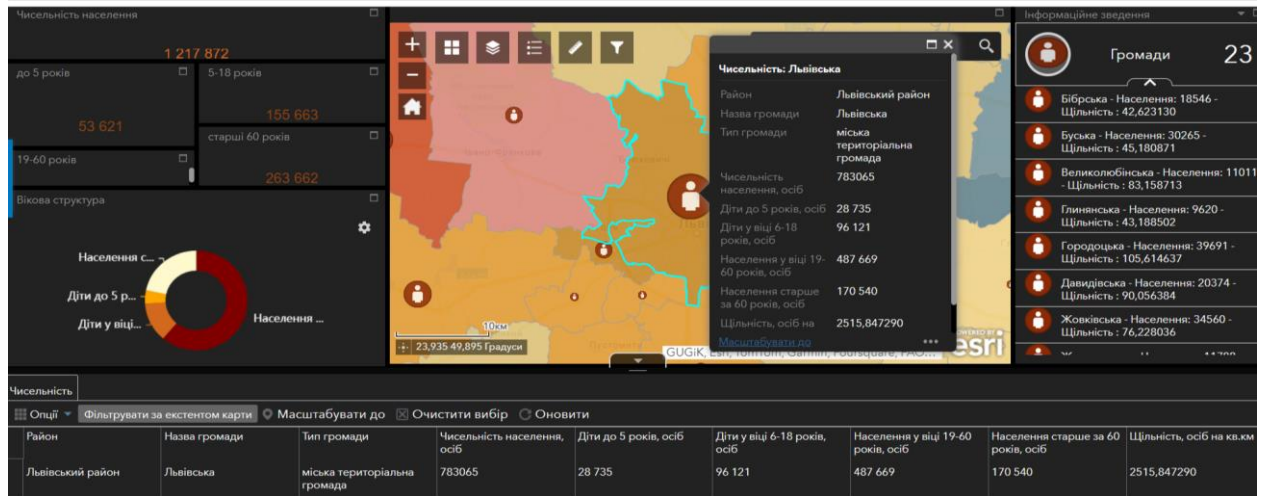 Чисельність населення
1 217 872
до 5 років
53 621
5-18 років
155 663
19-60 років
старші 60 років
263 662
Вікова структура
Населення с...
Діти до 5 р...
Діти у віці...
Населення ...
10км
23,935 49,895 Градуси
Чисельність: Львівська
Район Львівський район
Назва громади Львівська
Тип громади міська
територіальна
громада
Чисельність 783065
населення, осіб
Діти до 5 років, осіб 28 735
Діти у віці 6-18 96 121
років, осіб
Населення у віці 19- 487 669
60 років, осіб
Населення старше 170 540
за 60 років, осіб
Щільність, осіб на 2515,847290
Масштабувати до
POWERED BY
esri
Інформаційне зведення
Громади 23
Бібрська - Населення: 18546 -
Щільність : 42,623130
Буська - Населення: 30265 -
Щільність : 45,180871
Великолюбінська - Населення: 11011
- Щільність : 83,158713
Глинянська - Населення: 9620 -
Щільність : 43,188502
Городоцька - Населення: 39691 -
Щільність : 105,614637
Давидівська - Населення: 20374 -
Щільність : 90,056384
Жовківська - Населення: 34560 -
Щільність : 76,228036
Чисельність
Опції Фільтрувати за екстентом карти Масштабувати до Очистити вибір Оновити
Район Назва громади Тип громади Чисельність населення, Діти до 5 років, осіб Діти у віці 6-18 років, Населення у віці 19-60 Населення старше за 60 Щільність, осіб на кв.км
осіб осіб років, осіб років, осіб
Львівський район Львівська міська територіальна 783065 28 735 96 121 487 669 170 540 2515,847290
громада